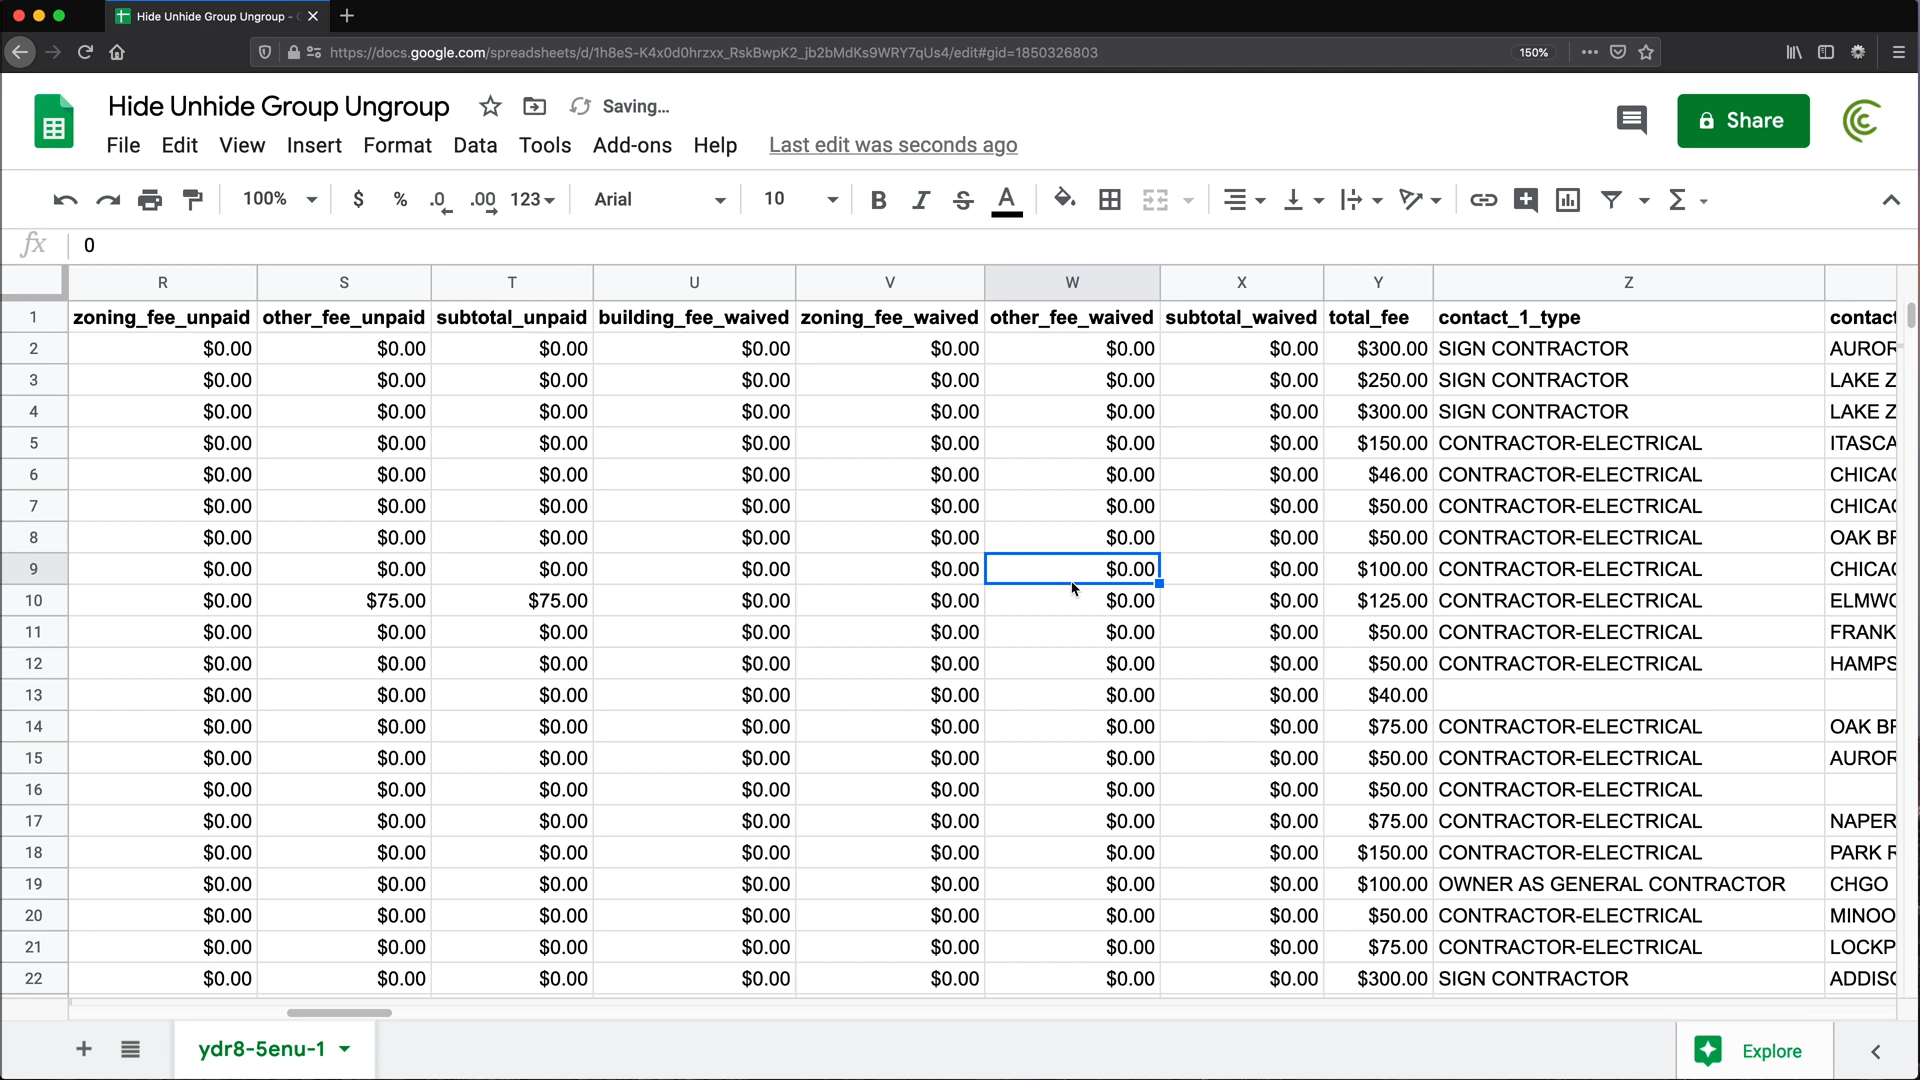 Hide Unhide Group Ungroup -
https://docs.google.com/spreadsheets/d/1h8eS-K4x0d0hrzxx_RskBwpK2_jb2bMdKs9WRY7qUs4/edit#gid=1850326803 150%
Hide Unhide Group Ungroup Saving...
Share
File Edit View Insert Format Data Tools Add-ons Help Last edit was seconds ago
100% $ % .0 .00 123 Arial 10 B I S A
fx 0
R S T U V W X Y Z
1 zoning_fee_unpaid other_fee_unpaid subtotal_unpaid building_fee_waived zoning_fee_waived other_fee_waived subtotal_waived total_fee contact_1_type contact
2 $0.00 $0.00 $0.00 $0.00 $0.00 $0.00 $0.00 $300.00 SIGN CONTRACTOR AUROR
3 $0.00 $0.00 $0.00 $0.00 $0.00 $0.00 $0.00 $250.00 SIGN CONTRACTOR LAKE Z
4 $0.00 $0.00 $0.00 $0.00 $0.00 $0.00 $0.00 $300.00 SIGN CONTRACTOR LAKE Z
5 $0.00 $0.00 $0.00 $0.00 $0.00 $0.00 $0.00 $150.00 CONTRACTOR-ELECTRICAL ITASCA
6 $0.00 $0.00 $0.00 $0.00 $0.00 $0.00 $0.00 $46.00 CONTRACTOR-ELECTRICAL CHICAG
7 $0.00 $0.00 $0.00 $0.00 $0.00 $0.00 $0.00 $50.00 CONTRACTOR-ELECTRICAL CHICAG
8 $0.00 $0.00 $0.00 $0.00 $0.00 $0.00 $0.00 $50.00 CONTRACTOR-ELECTRICAL OAK BR
9 $0.00 $0.00 $0.00 $0.00 $0.00 $0.00 $0.00 $100.00 CONTRACTOR-ELECTRICAL CHICAG
10 $0.00 $75.00 $75.00 $0.00 $0.00 $0.00 $0.00 $125.00 CONTRACTOR-ELECTRICAL ELMWO
11 $0.00 $0.00 $0.00 $0.00 $0.00 $0.00 $0.00 $50.00 CONTRACTOR-ELECTRICAL FRANK
12 $0.00 $0.00 $0.00 $0.00 $0.00 $0.00 $0.00 $50.00 CONTRACTOR-ELECTRICAL HAMPS
13 $0.00 $0.00 $0.00 $0.00 $0.00 $0.00 $0.00 $40.00
14 $0.00 $0.00 $0.00 $0.00 $0.00 $0.00 $0.00 $75.00 CONTRACTOR-ELECTRICAL OAK BR
15 $0.00 $0.00 $0.00 $0.00 $0.00 $0.00 $0.00 $50.00 CONTRACTOR-ELECTRICAL AUROR
16 $0.00 $0.00 $0.00 $0.00 $0.00 $0.00 $0.00 $50.00 CONTRACTOR-ELECTRICAL
17 $0.00 $0.00 $0.00 $0.00 $0.00 $0.00 $0.00 $75.00 CONTRACTOR-ELECTRICAL NAPER
18 $0.00 $0.00 $0.00 $0.00 $0.00 $0.00 $0.00 $150.00 CONTRACTOR-ELECTRICAL PARK R
19 $0.00 $0.00 $0.00 $0.00 $0.00 $0.00 $0.00 $100.00 OWNER AS GENERAL CONTRACTOR CHGO
20 $0.00 $0.00 $0.00 $0.00 $0.00 $0.00 $0.00 $50.00 CONTRACTOR-ELECTRICAL MINOO
21 $0.00 $0.00 $0.00 $0.00 $0.00 $0.00 $0.00 $75.00 CONTRACTOR-ELECTRICAL LOCKP
22 $0.00 $0.00 $0.00 $0.00 $0.00 $0.00 $0.00 $300.00 SIGN CONTRACTOR ADDISO
ydr8-5enu-1 Explore